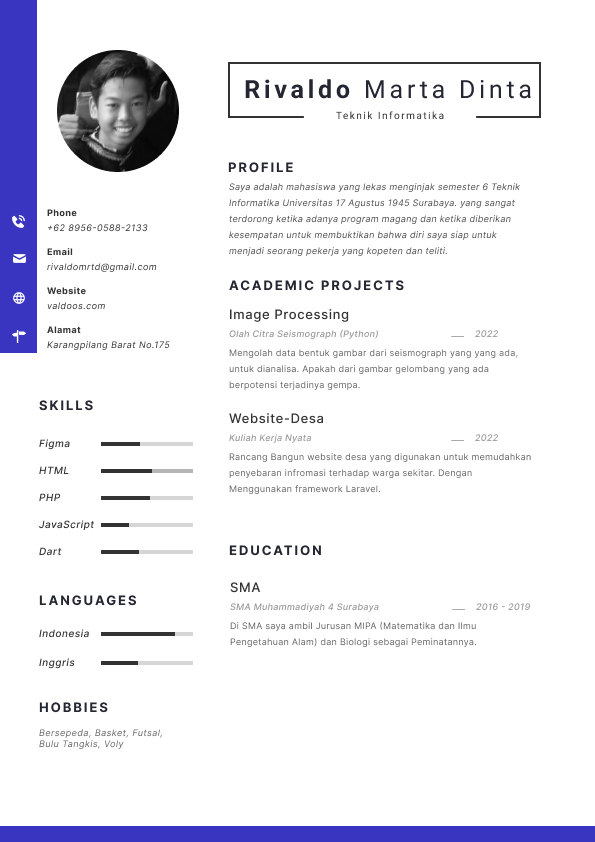 Rivaldo Marta Dinta
Teknik Informatika
Phone
+62 8956-0588-2133
Email
rivaldomrtd@gmail.com
Website
valdoos.com
Alamat
Karangpilang Barat No.175
SKILLS
Figma
HTML
PHP
JavaScript
Dart
LANGUAGES
Indonesia
Inggris
HOBBIES
Bersepeda, Basket, Futsal,
Bulu Tangkis, Voly
PROFILE
Saya adalah mahasiswa yang lekas menginjak semester 6 Teknik
Informatika Universitas 17 Agustus 1945 Surabaya. yang sangat
terdorong ketika adanya program magang dan ketika diberikan
kesempatan untuk membuktikan bahwa diri saya siap untuk
menjadi seorang pekerja yang kopeten dan teliti.
ACADEMIC PROJECTS
Image Processing
Olah Citra Seismograph (Python) — 2022
Mengolah data bentuk gambar dari seismograph yang yang ada,
untuk dianalisa. Apakah dari gambar gelombang yang ada
berpotensi terjadinya gempa.
Website-Desa
Kuliah Kerja Nyata — 2022
Rancang Bangun website desa yang digunakan untuk memudahkan
penyebaran infromasi terhadap warga sekitar. Dengan
Menggunakan framework Laravel.
EDUCATION
SMA
SMA Muhammadiyah 4 Surabaya — 2016 - 2019
Di SMA saya ambil Jurusan MIPA (Matematika dan Ilmu
Pengetahuan Alam) dan Biologi sebagai Peminatannya.